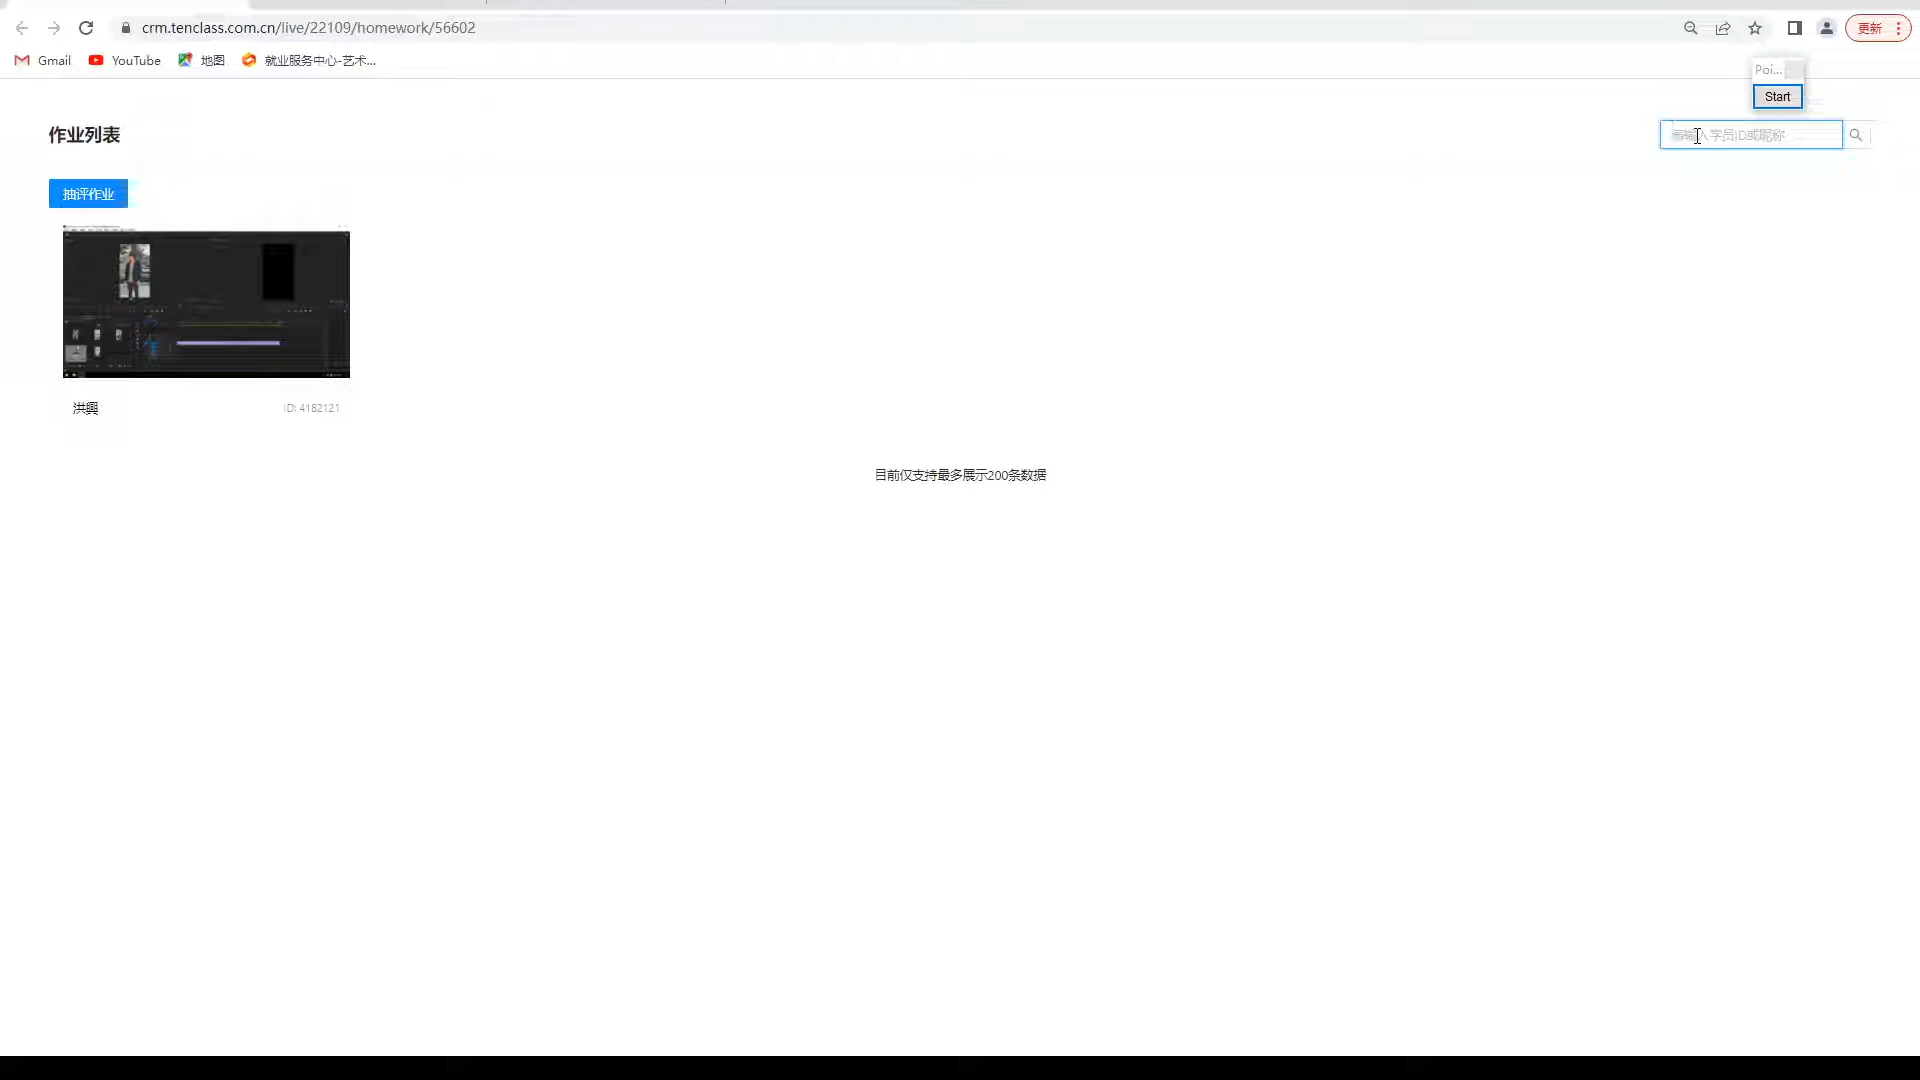 crm.tenclass.com.cn/live/22109/homework/56602
更新
Gmail
YouTube
地图
就业服务中心-艺术...
Poi...
Start
作业列表
入学员ID或昵称
抽评作业
洪興
ID: 4182121
目前仅支持最多展示200条数据